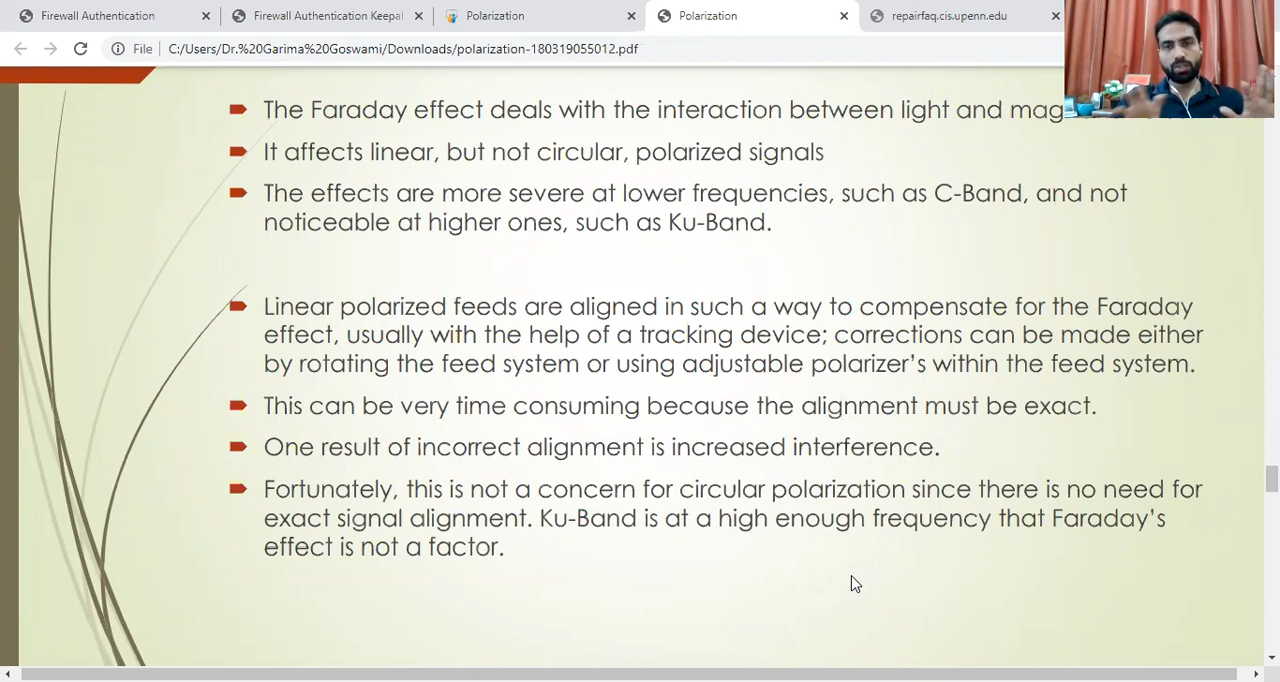 Firewall Authentication
Firewall Authentication Keepal
Polarization
Polarization
repairfaq.cis.upenn.edu
File
C:/Users/Dr.%20Garima%20Goswami/Downloads/polarization-180319055012.pdf
The Faraday effect deals with the interaction between light and
It affects linear, but not circular, polarized signals
The effects are more severe at lower frequencies, such as C-Band, and not
noticeable at higher ones, such as Ku-Band.
Linear polarized feeds are aligned in such a way to compensate for the Faraday
effect, usually with the help of a tracking device; corrections can be made either
by rotating the feed system or using adjustable polarizer's within the feed system.
This can be very time consuming because the alignment must be exact.
One result of incorrect alignment is increased interference.
Fortunately, this is not a concern for circular polarization since there is no need for
exact signal alignment. Ku-Band is at a high enough frequency that Faraday's
effect is not a factor.